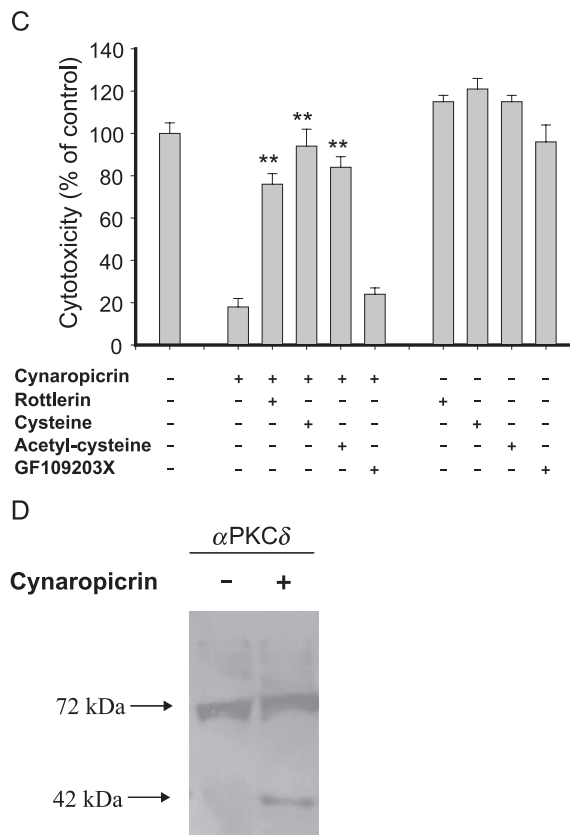 C
Cytotoxicity (% of control)
140
120
100
80
60
40
20
0
** ** **
Cynaropicrin – + + + + + – – – –
Rottlerin – – + – – – + – – –
Cysteine – – – + – – – + – –
Acetyl-cysteine – – – – + – – – + –
GF109203X – – – – – + – – – +
D
αPKCδ
Cynaropicrin – +
72 kDa
42 kDa